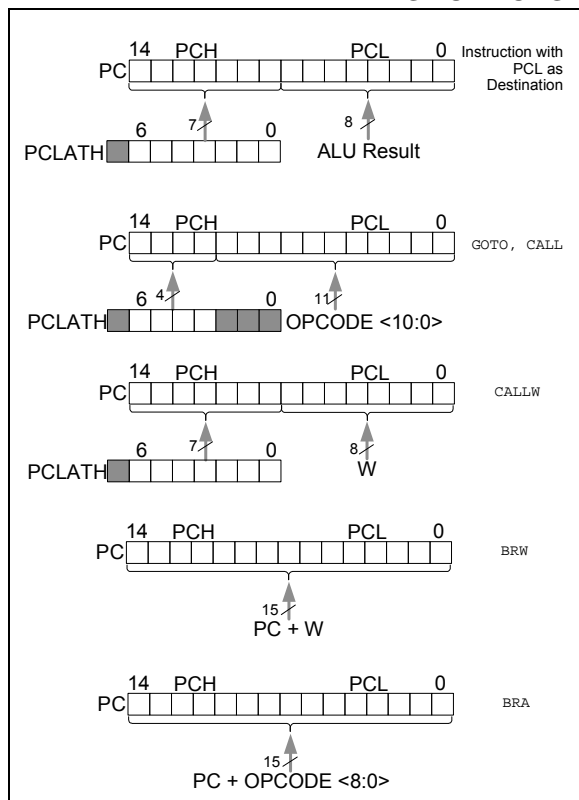 14 PCH PCL 0
PC
Instruction with
PCL as
Destination
7 8
6 0
PCLATH
ALU Result
14 PCH PCL 0
PC
GOTO, CALL
6 4 0 11
PCLATH
OPCODE <10:0>
14 PCH PCL 0
PC
CALLW
7 8
6 0
PCLATH
W
14 PCH PCL 0
PC
BRW
15
PC + W
14 PCH PCL 0
PC
BRA
15
PC + OPCODE <8:0>